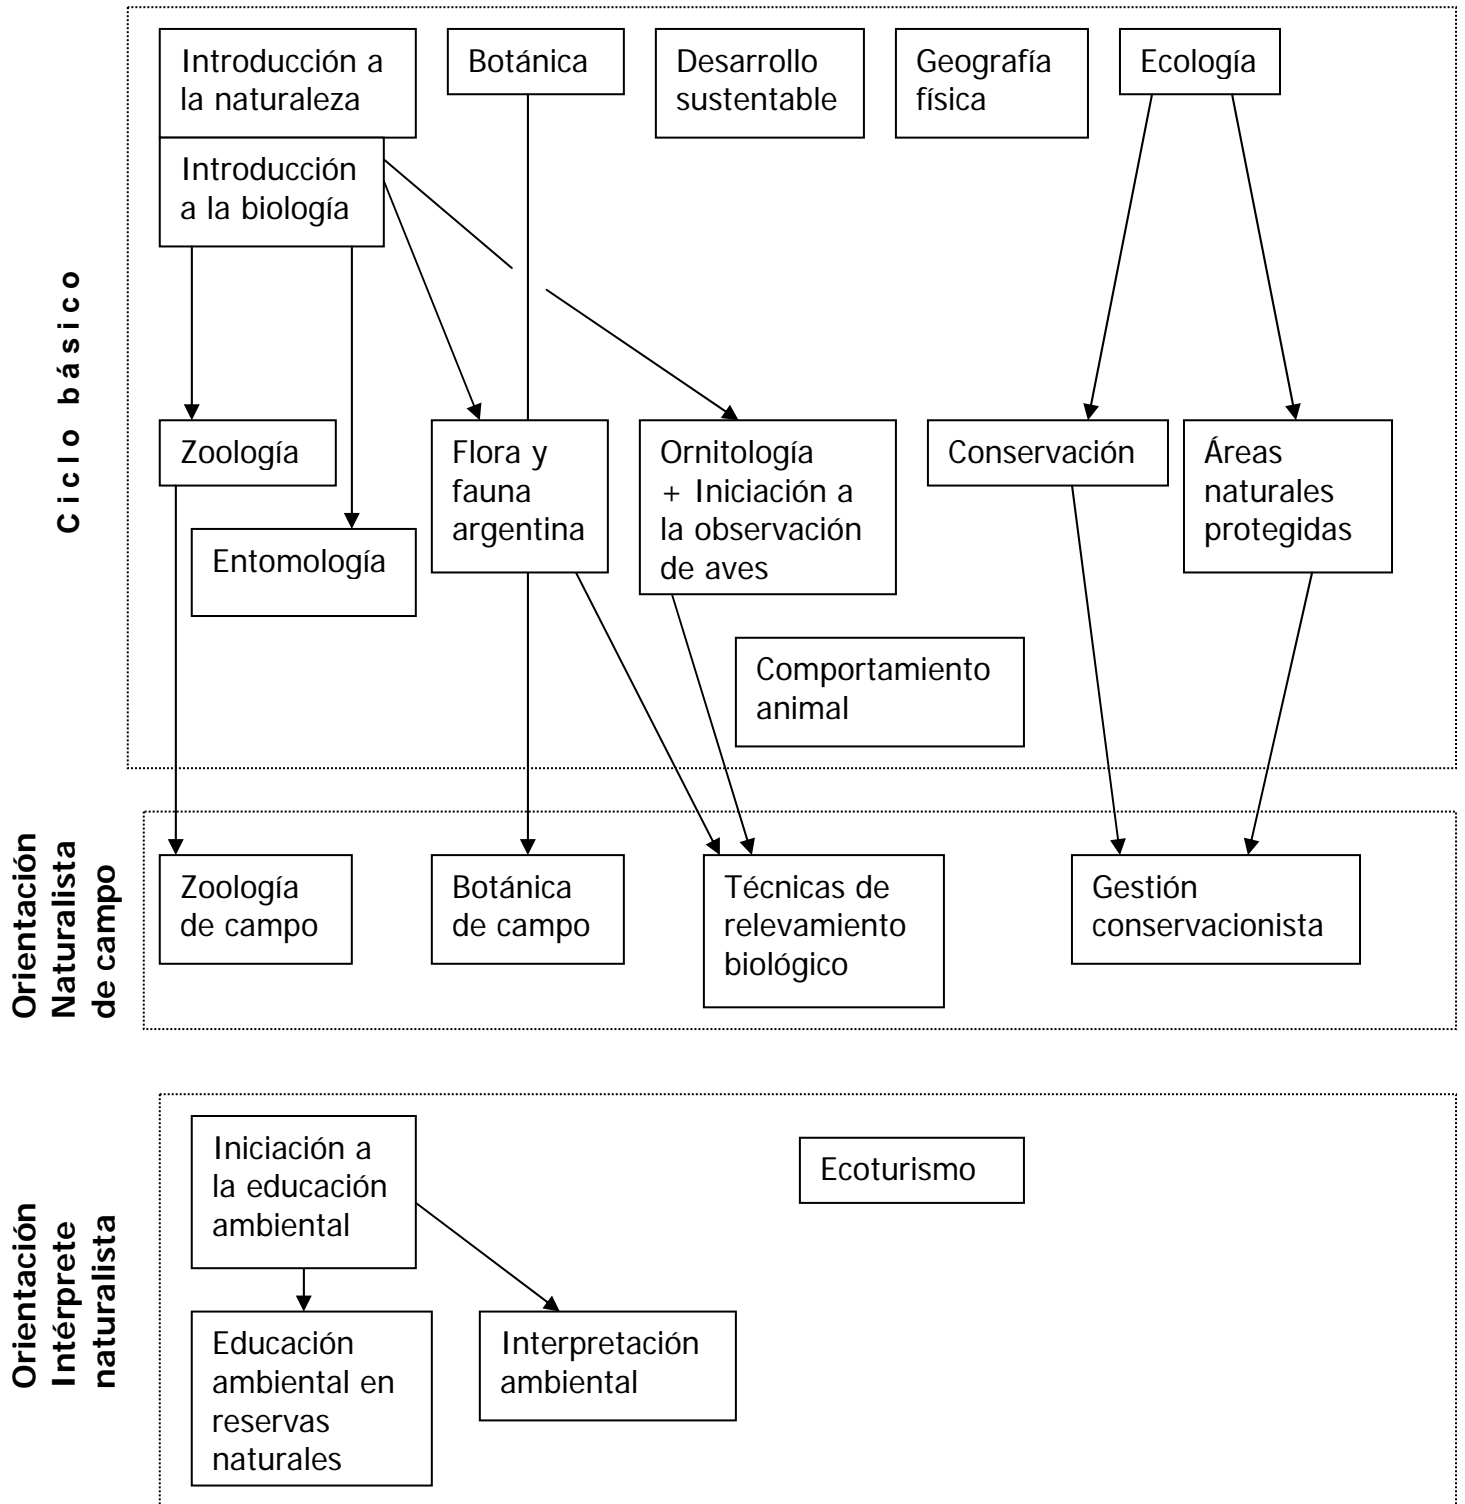 Introducción a
la naturaleza
Botánica
Desarrollo
sustentable
Geografía
física
Ecología
Introducción
a la biología
Ciclo básico
Zoología
Flora y
fauna
argentina
Ornitología
+ Iniciación a
la observación
de aves
Conservación
Áreas
naturales
protegidas
Entomología
Comportamiento
animal
Orientación
Naturalista
de campo
Zoología
de campo
Botánica
de campo
Técnicas de
relevamiento
biológico
Gestión
conservacionista
Orientación
Intérprete
naturalista
Iniciación a
la educación
ambiental
Ecoturismo
Educación
ambiental en
reservas
naturales
Interpretación
ambiental